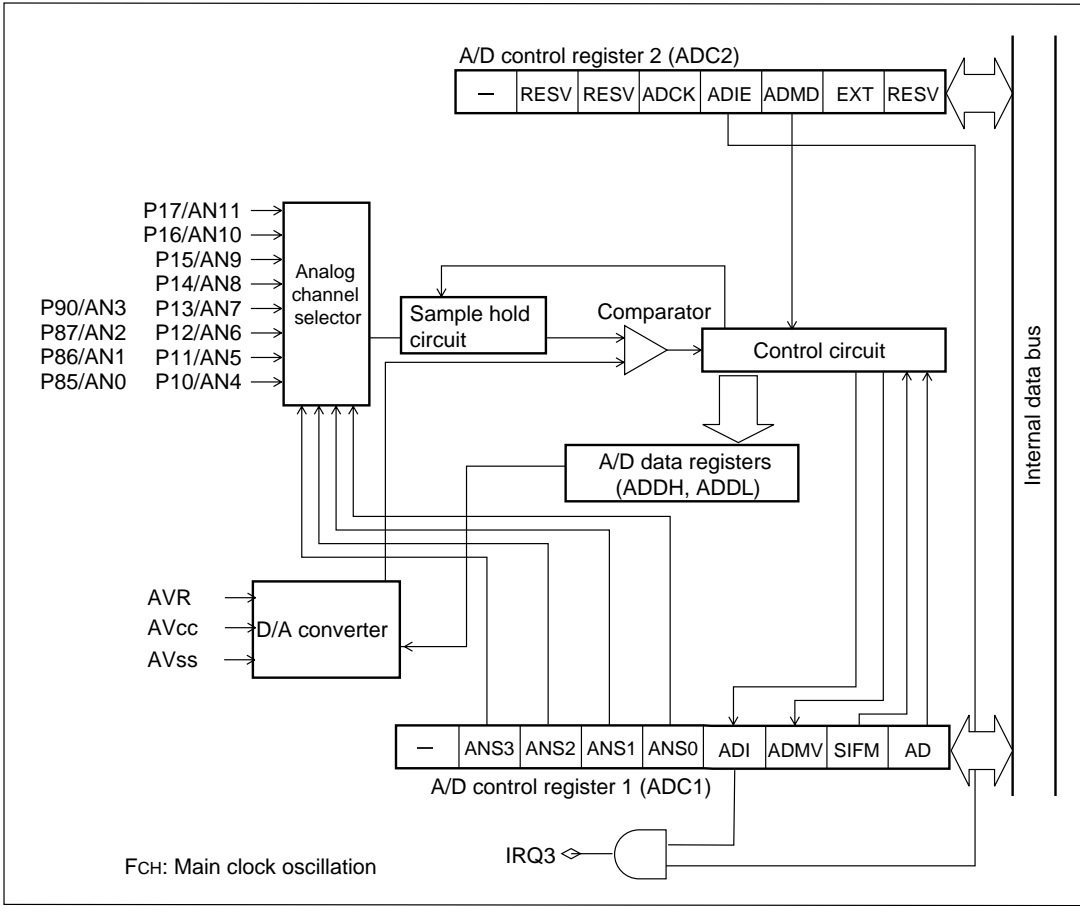 A/D control register 2 (ADC2)
— RESV RESV ADCK ADIE ADMD EXT RESV
P17/AN11
P16/AN10
P15/AN9
P14/AN8
P90/AN3 P13/AN7
P87/AN2 P12/AN6
P86/AN1 P11/AN5
P85/AN0 P10/AN4
Analog
channel
selector
Sample hold
circuit
Comparator
Control circuit
Internal data bus
A/D data registers
(ADDH, ADDL)
AVR
AVcc
AVss
D/A converter
— ANS3 ANS2 ANS1 ANS0 ADI ADMV SIFM AD
A/D control register 1 (ADC1)
IRQ3
FCH: Main clock oscillation